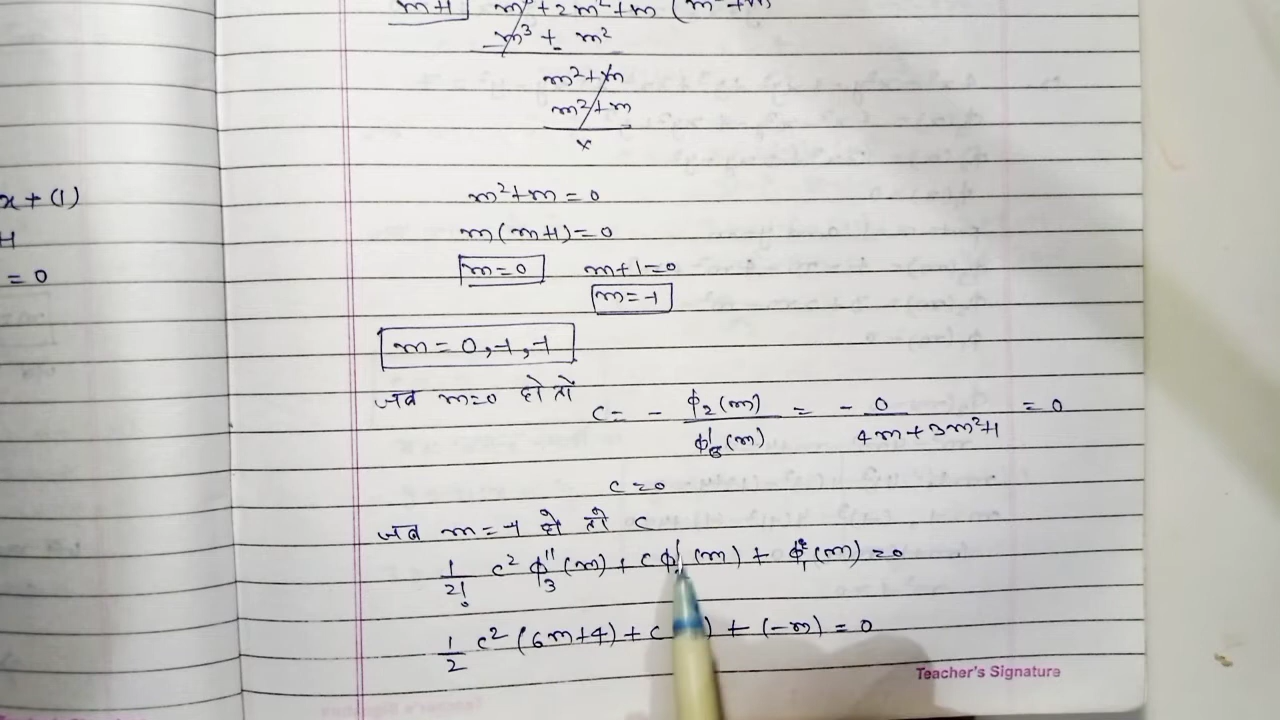 x + (1)
= 0
m+1 ) m³ + 2m² + m ( m² + m
m³ + m²
m² + m
m² + m
x
m² + m = 0
m(m+1) = 0
m=0 m+1=0
m=-1
m = 0, -1, -1
जब m=0 हो तो
c = - ϕ₂(m) / ϕ'₃(m) = - 0 / 4m+3m²+1 = 0
c=0
जब m = -1 हो तो c
1/2! c² ϕ''₃(m) + cϕ'(m) + ϕ₁(m) = 0
1/2 c² (6m+4) + c ) + (-m) = 0
Teacher's Signature